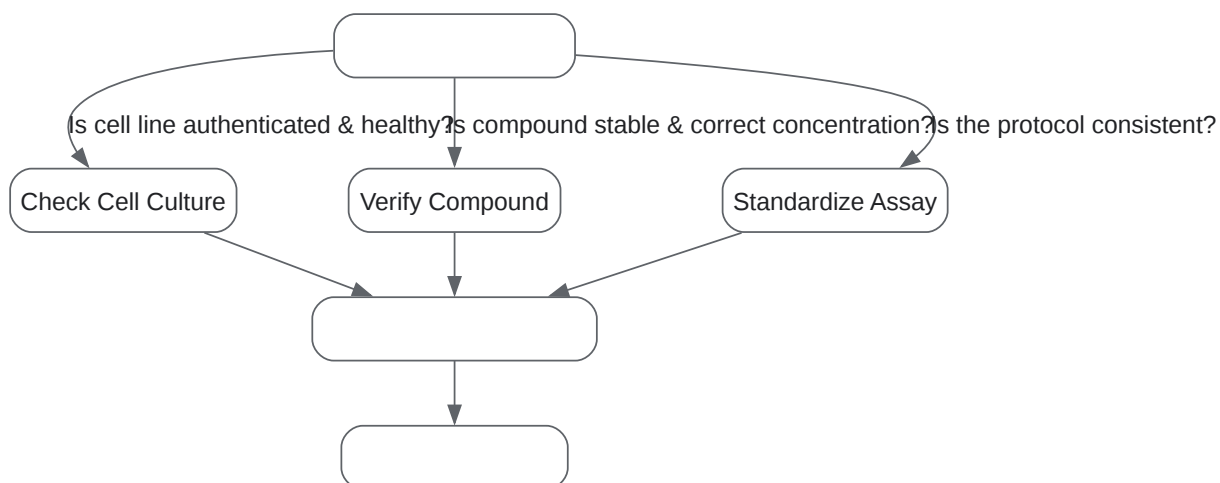 Is cell line authenticated & healthy?
Is compound stable & correct concentration?
Is the protocol consistent?
Check Cell Culture
Verify Compound
Standardize Assay